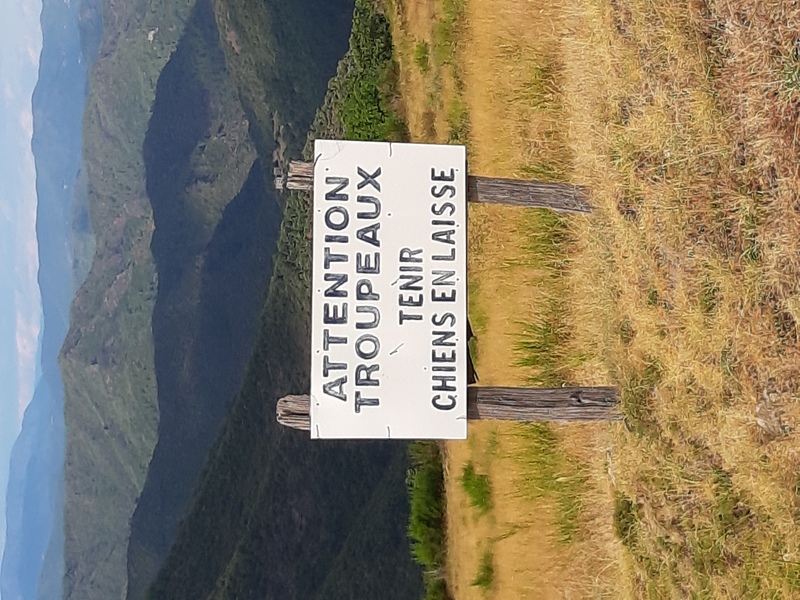 ATTENTION
TROUPEAUX
TENIR
CHIENS EN LAISSE